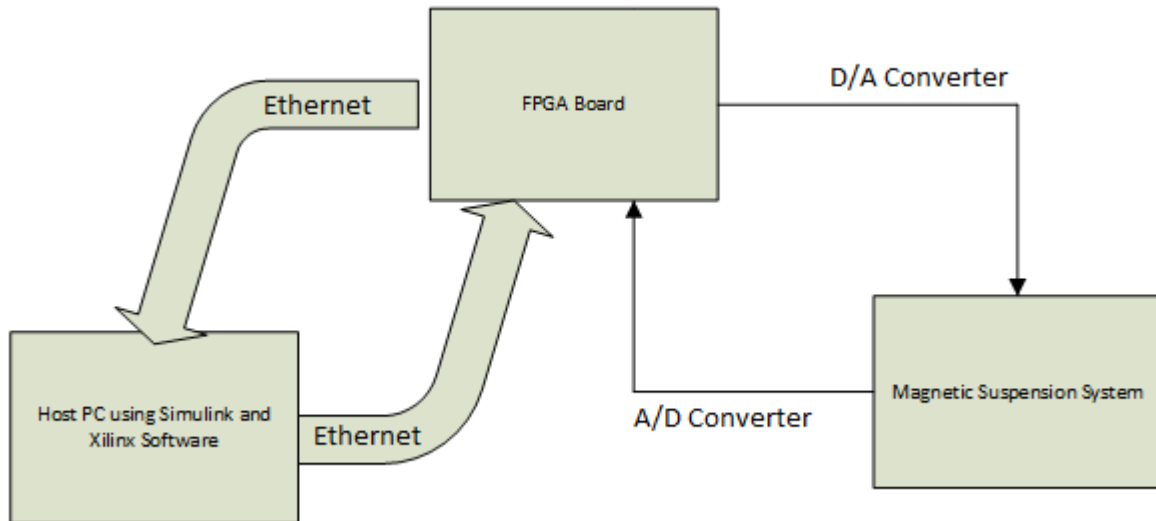 Ethernet
FPGA Board
D/A Converter
Host PC using Simulink and
Xilinx Software
Ethernet
A/D Converter
Magnetic Suspension System